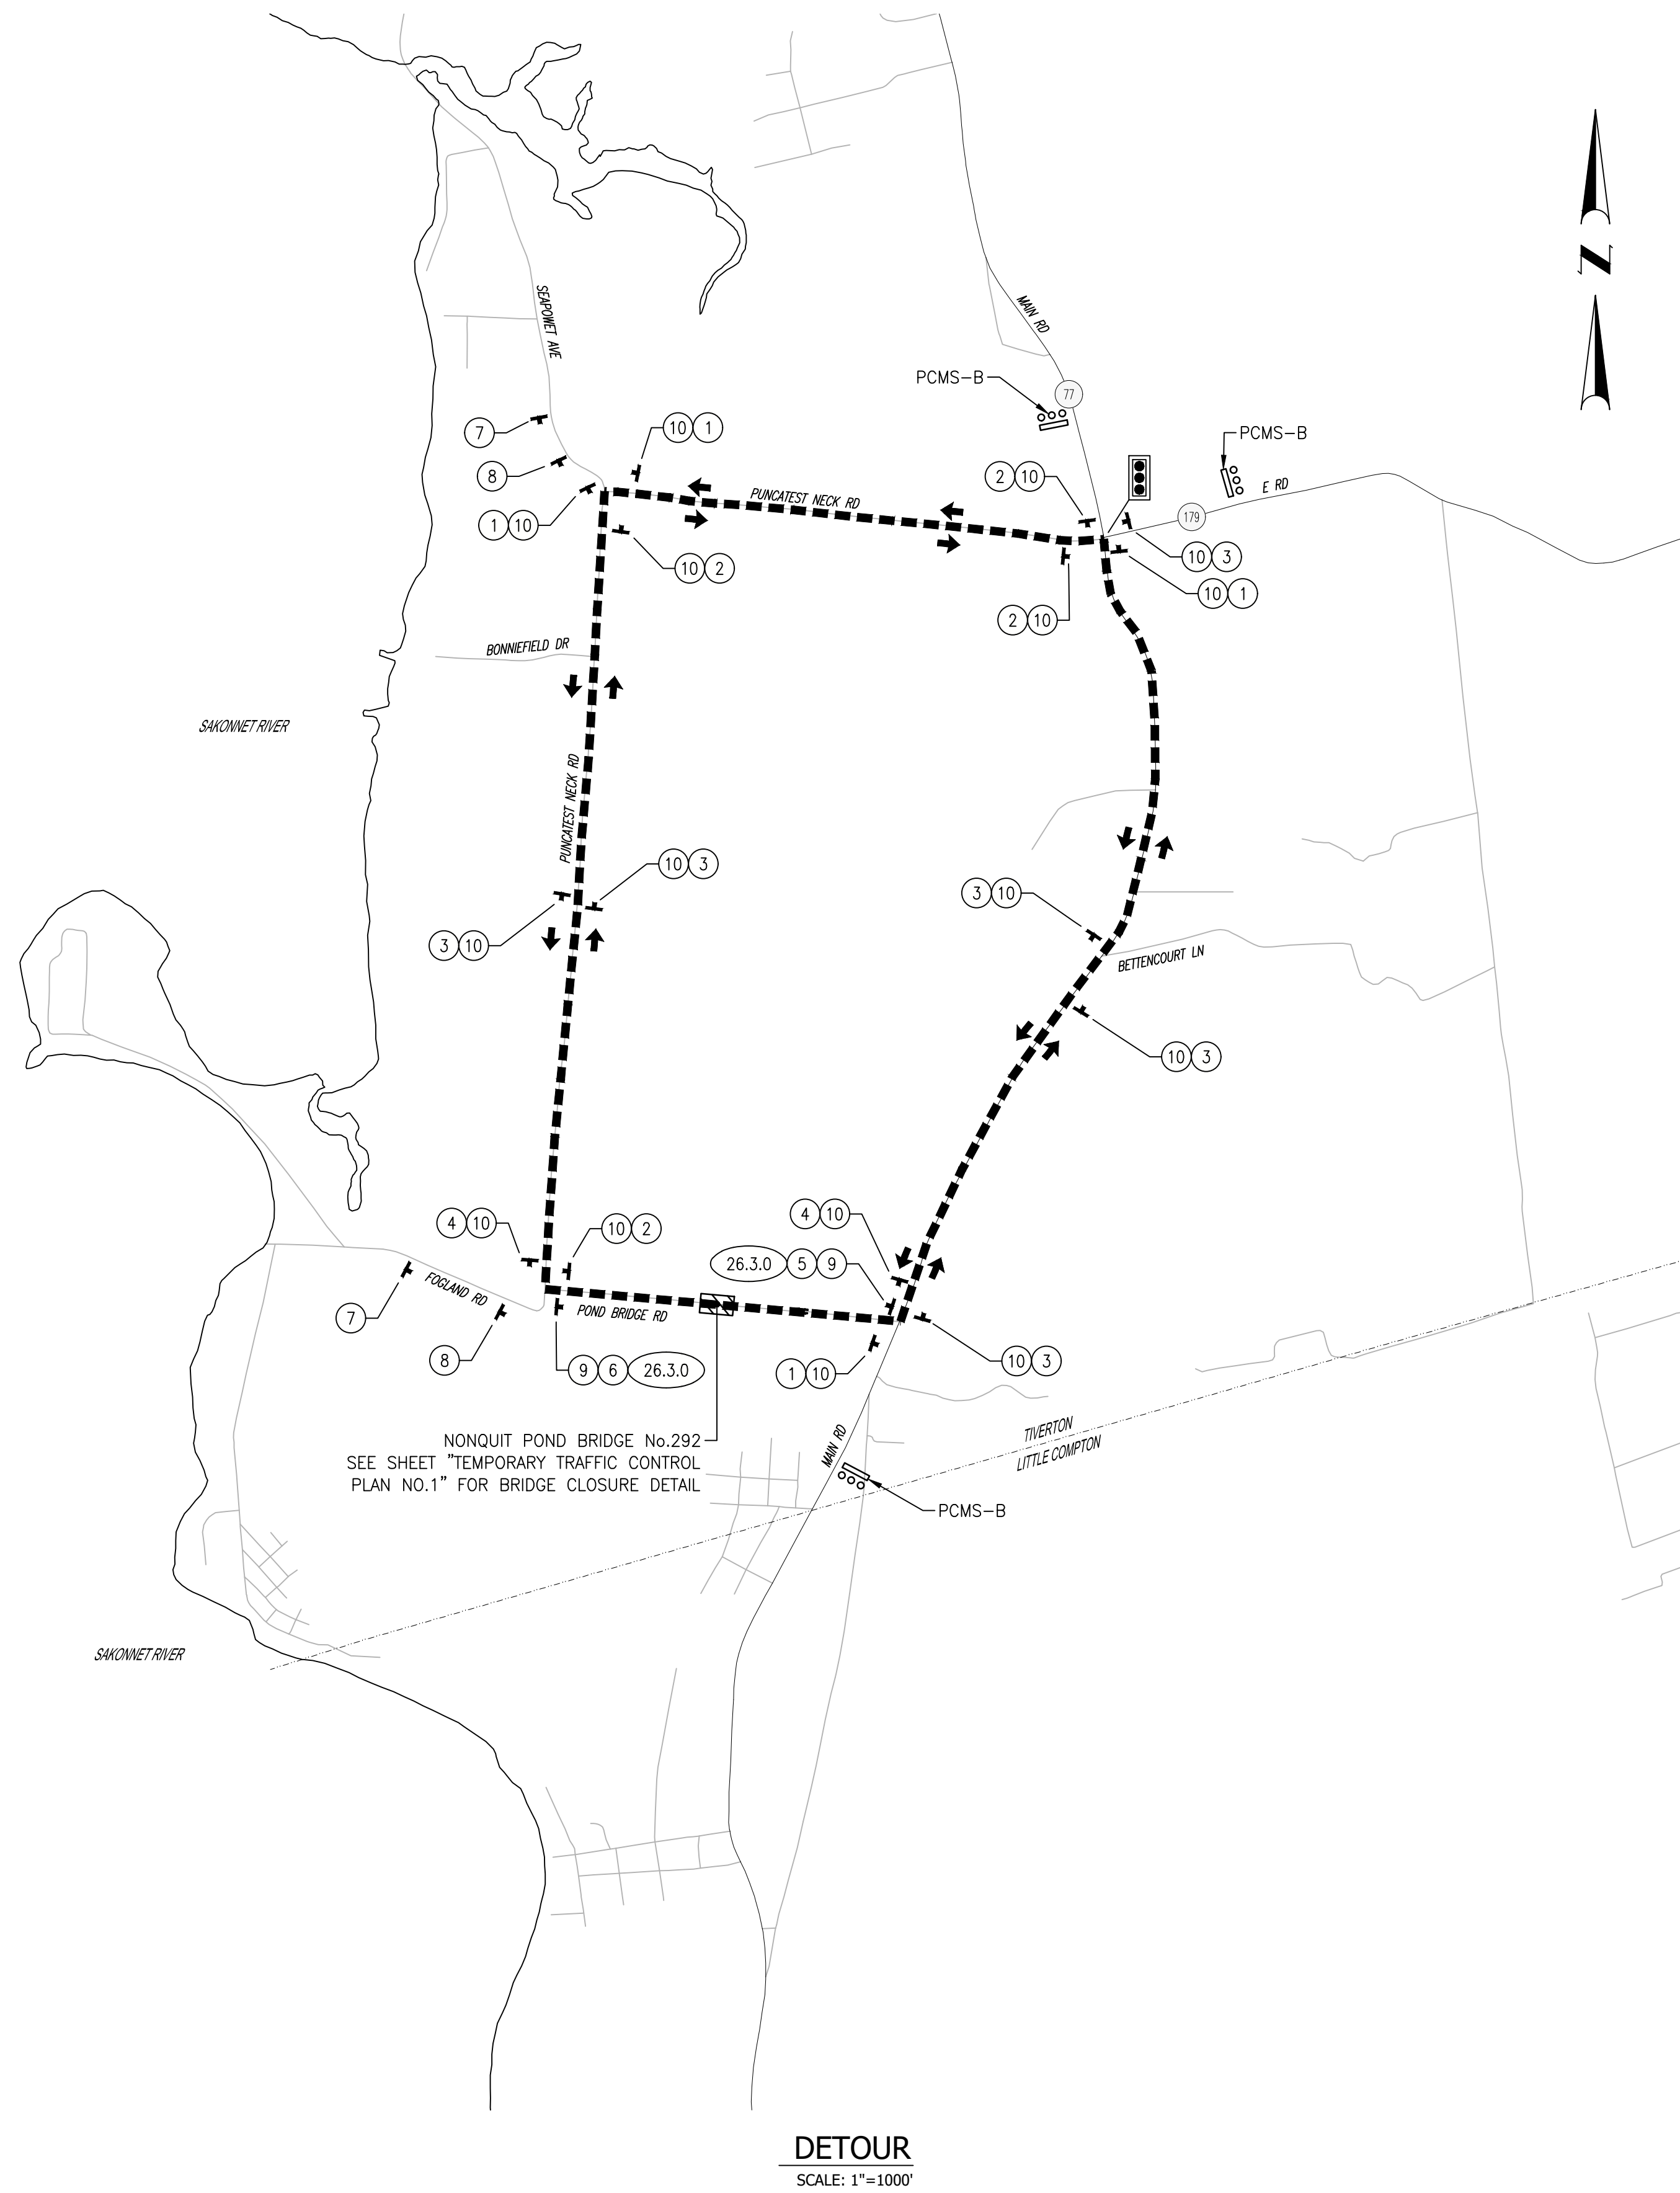 SEAPOWET AVE
MAIN RD
N
PCMS-B
77
7
10 1
PCMS-B
8
2 10
E RD
PUNCATEST NECK RD
179
1 10
10 3
10 2
10 1
2 10
BONNIEFIELD DR
SAKONNET RIVER
PUNCATEST NECK RD
10 3
3 10
3 10
BETTENCOURT LN
10 3
4 10
10 2
4 10
26.3.0 5 9
FOGLAND RD
POND BRIDGE RD
7
8
9 6 26.3.0
1 10
10 3
NONQUIT POND BRIDGE No.292
SEE SHEET "TEMPORARY TRAFFIC CONTROL
PLAN NO.1" FOR BRIDGE CLOSURE DETAIL
MAIN RD
TIVERTON
LITTLE COMPTON
PCMS-B
SAKONNET RIVER
DETOUR
SCALE: 1"=1000'